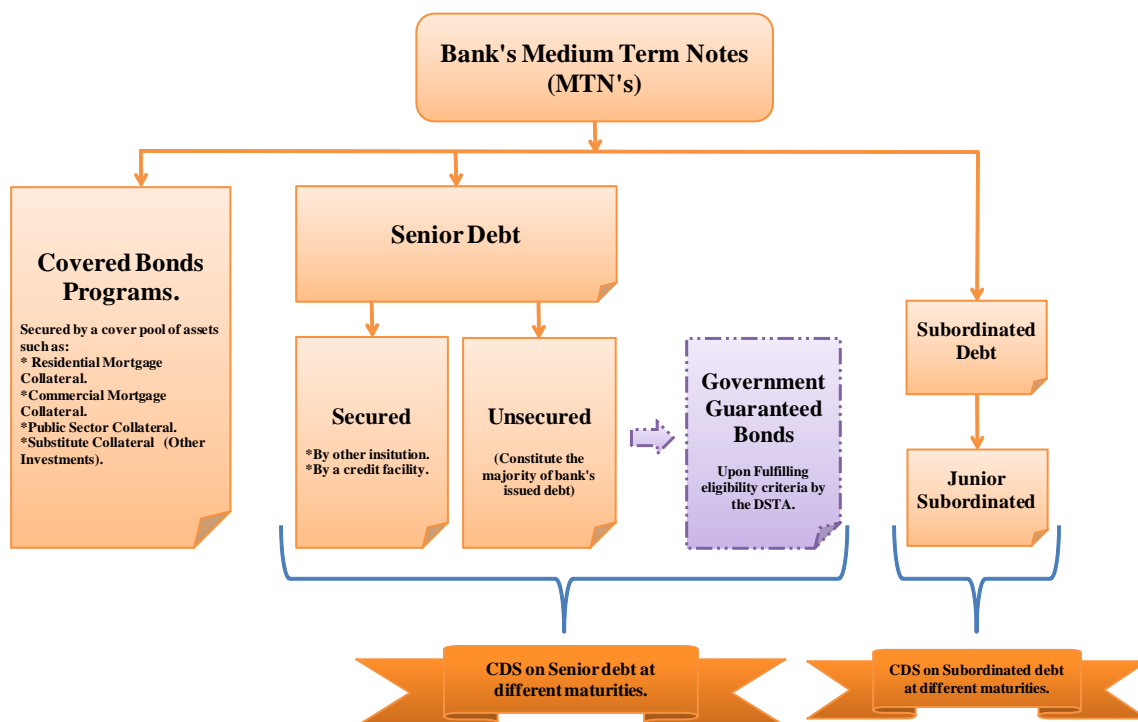 Bank's Medium Term Notes
(MTN's)
Covered Bonds
Programs.
Secured by a cover pool of assets
such as:
* Residential Mortgage
Collateral.
*Commercial Mortgage
Collateral.
*Public Sector Collateral.
*Substitute Collateral (Other
Investments).
Senior Debt
Secured
*By other insitution.
*By a credit facility.
Unsecured
(Constitute the
majority of bank's
issued debt)
Government
Guaranteed
Bonds
Upon Fulfilling
eligibility criteria by
the DSTA.
Subordinated
Debt
Junior
Subordinated
CDS on Senior debt at
different maturities.
CDS on Subordinated debt
at different maturities.